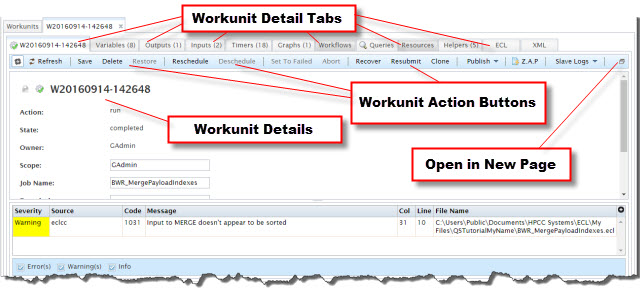 Workunit Detail Tabs
Workunits W20160914-142648 ×
W20160914-142648 Variables (8) Outputs (1) Inputs (2) Timers (18) Graphs (1) Workflows Queries Resources Helpers (5) ECL XML
Refresh Save Delete Restore Reschedule Deschedule Set To Failed Abort Recover Resubmit Clone Publish Z.A.P Slave Logs
W20160914-142648
Workunit Action Buttons
Action: run
Workunit Details
State: completed
Owner: GAdmin
Open in New Page
Scope: GAdmin
Job Name: BWR_MergePayloadIndexes
Severity Source Code Message Col Line File Name
Warning eclcc 1031 Input to MERGE doesn't appear to be sorted 31 10 C:\Users\Public\Documents\HPCC Systems\ECL\My
Files\QSTutorialMyName\BWR_MergePayloadIndexes.ecl
Error(s) Warning(s) Info